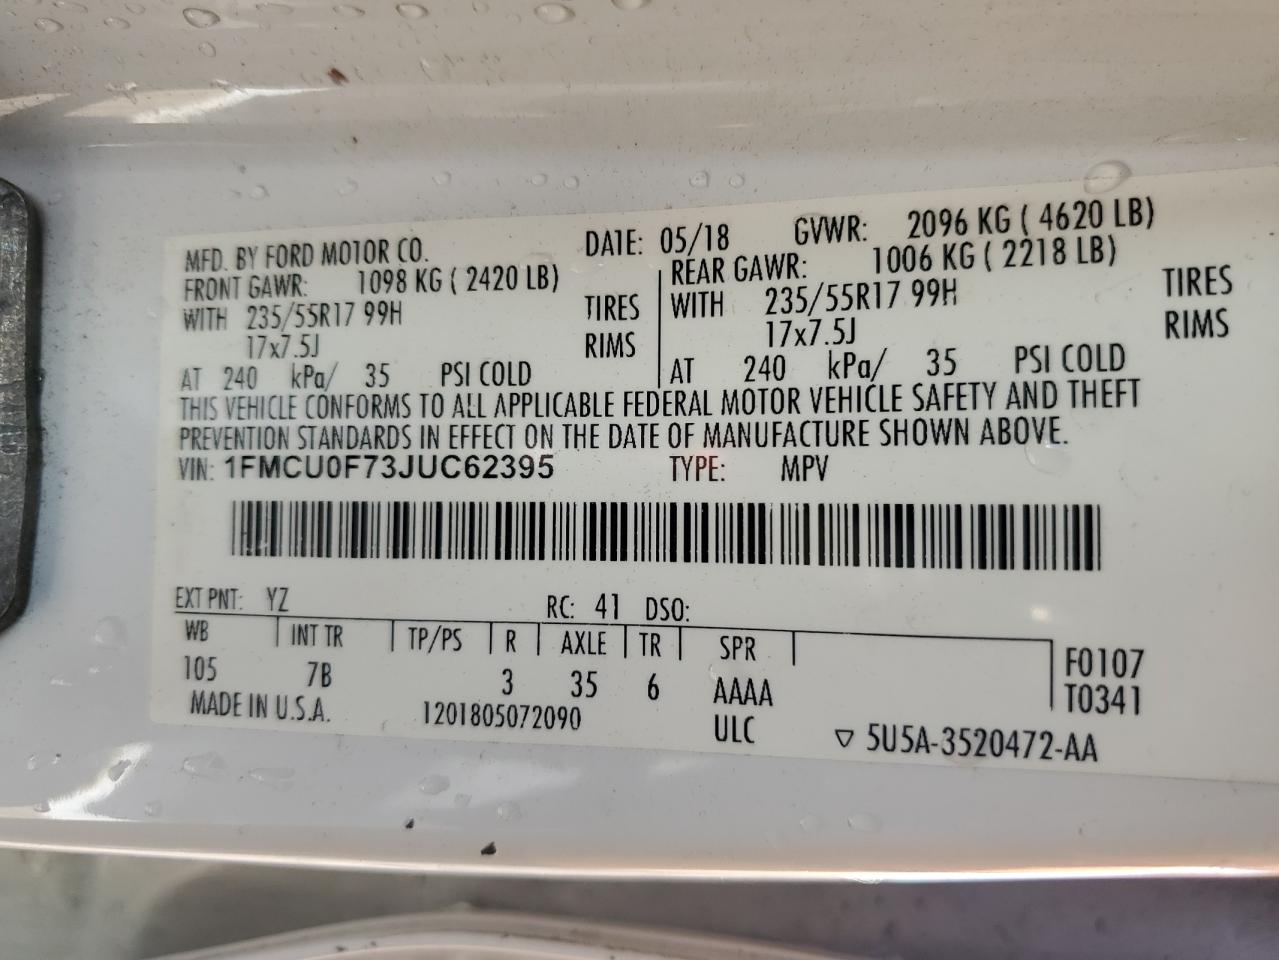 MFD. BY FORD MOTOR CO. DATE: 05/18 GVWR: 2096 KG ( 4620 LB)
FRONT GAWR: 1098 KG ( 2420 LB) REAR GAWR: 1006 KG ( 2218 LB)
WITH 235/55R17 99H TIRES WITH 235/55R17 99H TIRES
17x7.5J RIMS 17x7.5J RIMS
AT 240 kPa/ 35 PSI COLD AT 240 kPa/ 35 PSI COLD
THIS VEHICLE CONFORMS TO ALL APPLICABLE FEDERAL MOTOR VEHICLE SAFETY AND THEFT
PREVENTION STANDARDS IN EFFECT ON THE DATE OF MANUFACTURE SHOWN ABOVE.
VIN: 1FMCU0F73JUC62395 TYPE: MPV
EXT PNT: YZ RC: 41 DSO:
WB INT TR TP/PS R AXLE TR SPR
105 7B 3 35 6 AAAA F0107
T0341
MADE IN U.S.A. 1201805072090 ULC ▽ 5U5A-3520472-AA